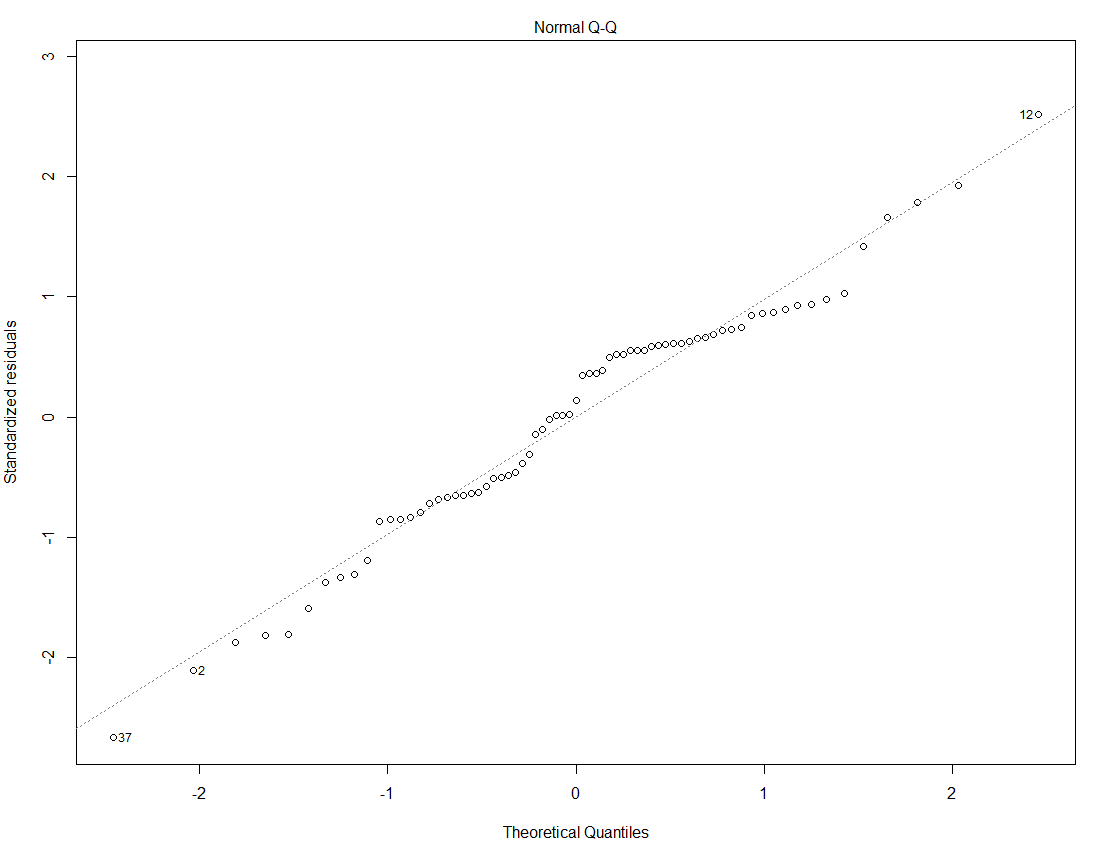 Normal Q-Q
3
2
1
0
-1
-2
Standardized residuals
12
2
37
-2 -1 0 1 2
Theoretical Quantiles